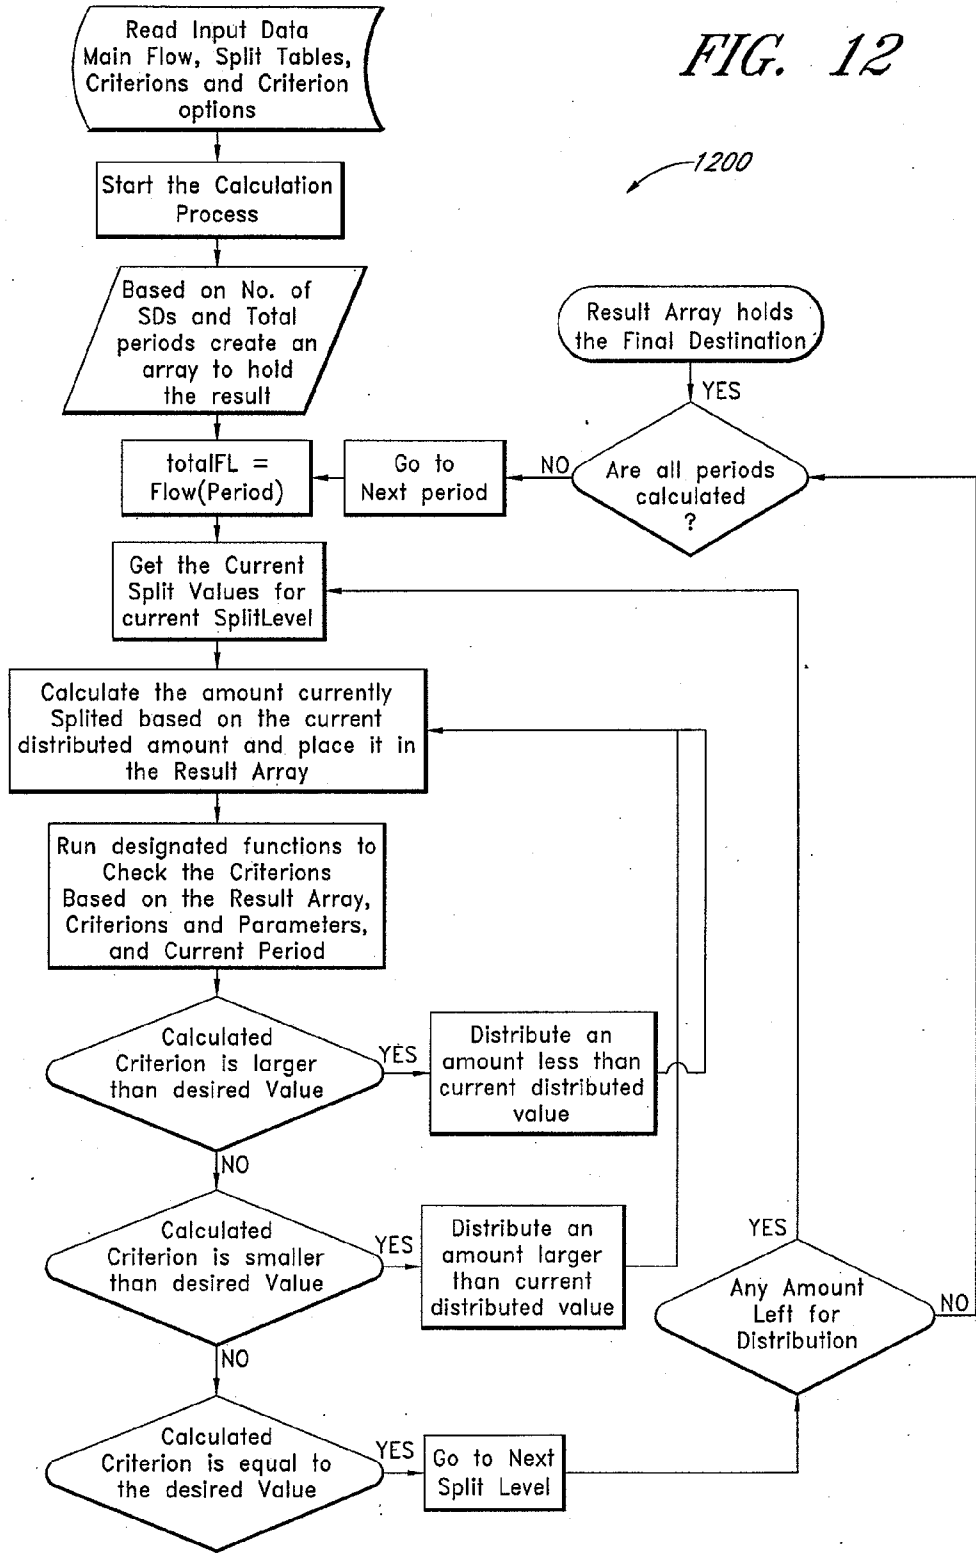 Read Input Data
Main Flow, Split Tables,
Criterions and Criterion
options
FIG. 12
1200
Start the Calculation
Process
Based on No. of
SDs and Total
periods create an
array to hold
the result
Result Array holds
the Final Destination
YES
Are all periods
calculated
?
NO
Go to
Next period
totalFL =
Flow(Period)
Get the Current
Split Values for
current SplitLevel
Calculate the amount currently
Splited based on the current
distributed amount and place it in
the Result Array
Run designated functions to
Check the Criterions
Based on the Result Array,
Criterions and Parameters,
and Current Period
Calculated
Criterion is larger
than desired Value
YES
Distribute an
amount less than
current distributed
value
NO
Calculated
Criterion is smaller
than desired Value
YES
Distribute an
amount larger
than current
distributed value
YES
Any Amount
Left for
Distribution
NO
NO
Calculated
Criterion is equal to
the desired Value
YES
Go to Next
Split Level